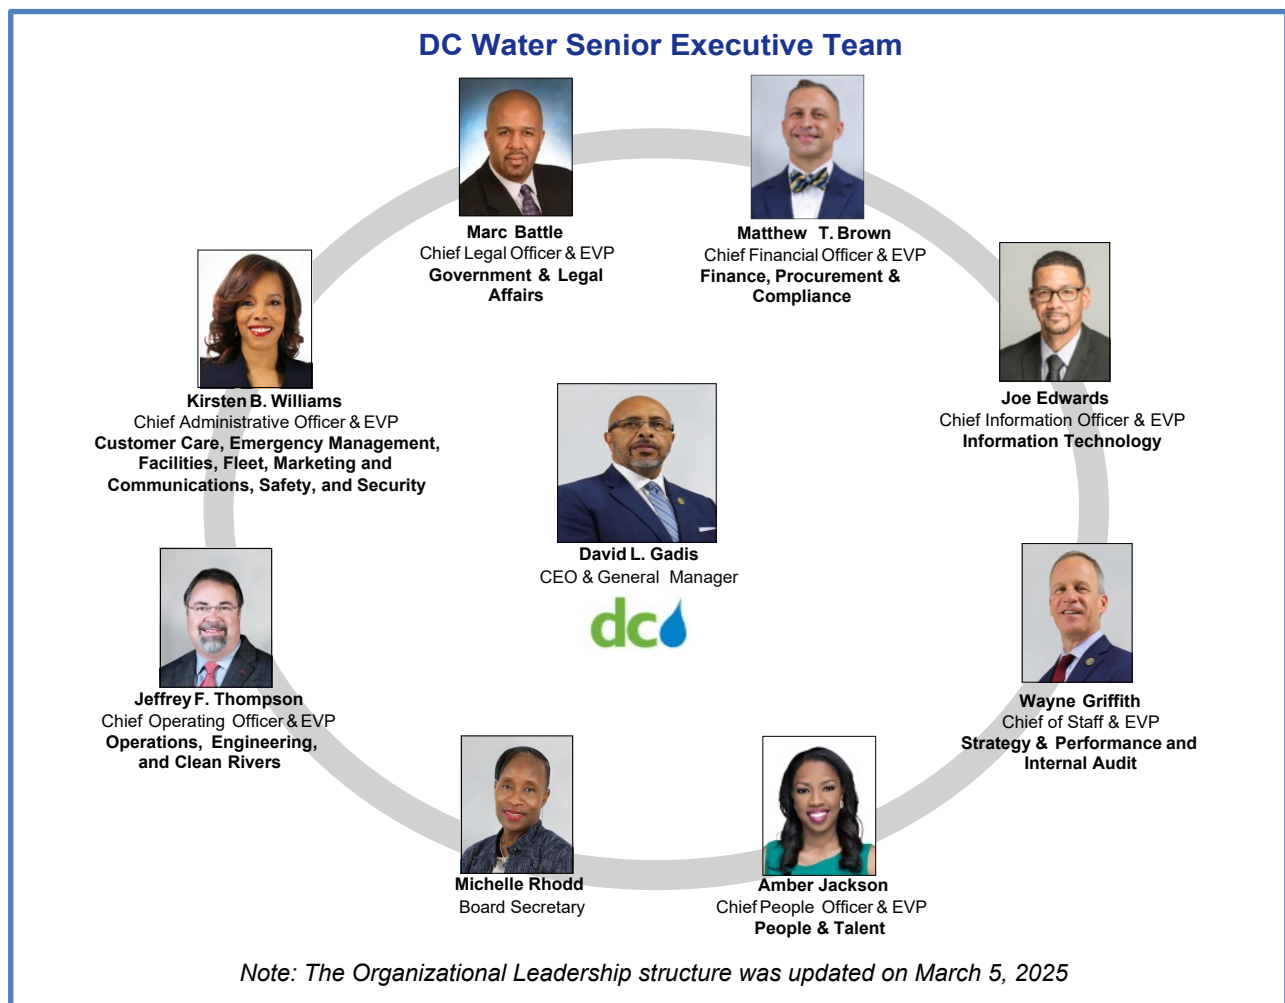 DC Water Senior Executive Team
Marc Battle
Chief Legal Officer & EVP
Government & Legal
Affairs
Matthew T. Brown
Chief Financial Officer & EVP
Finance, Procurement &
Compliance
Kirsten B. Williams
Chief Administrative Officer & EVP
Customer Care, Emergency Management,
Facilities, Fleet, Marketing and
Communications, Safety, and Security
Joe Edwards
Chief Information Officer & EVP
Information Technology
David L. Gadis
CEO & General Manager
dc
Jeffrey F. Thompson
Chief Operating Officer & EVP
Operations, Engineering,
and Clean Rivers
Wayne Griffith
Chief of Staff & EVP
Strategy & Performance and
Internal Audit
Michelle Rhodd
Board Secretary
Amber Jackson
Chief People Officer & EVP
People & Talent
Note: The Organizational Leadership structure was updated on March 5, 2025